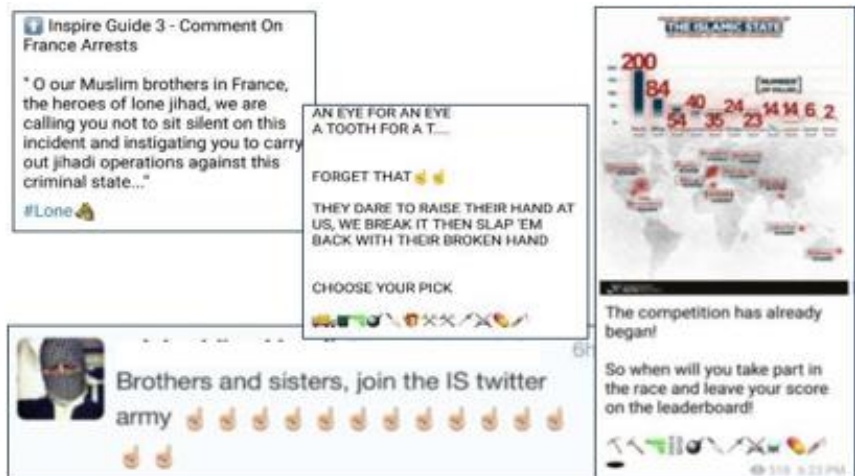 Inspire Guide 3 - Comment On
France Arrests
" O our Muslim brothers in France,
the heroes of lone jihad, we are
calling you not to sit silent on this
incident and instigating you to carry
out jihadi operations against this
criminal state..."
#Lone
AN EYE FOR AN EYE
A TOOTH FOR A T....
FORGET THAT
THEY DARE TO RAISE THEIR HAND AT
US, WE BREAK IT THEN SLAP 'EM
BACK WITH THEIR BROKEN HAND
CHOOSE YOUR PICK
6h
Brothers and sisters, join the IS twitter
army
THE ISLAMIC STATE
NUMBER
200
84
54
40
35
24
23
14
14
6
2
The competition has already
began!
So when will you take part in
the race and leave your score
on the leaderboard!
6:23 PM